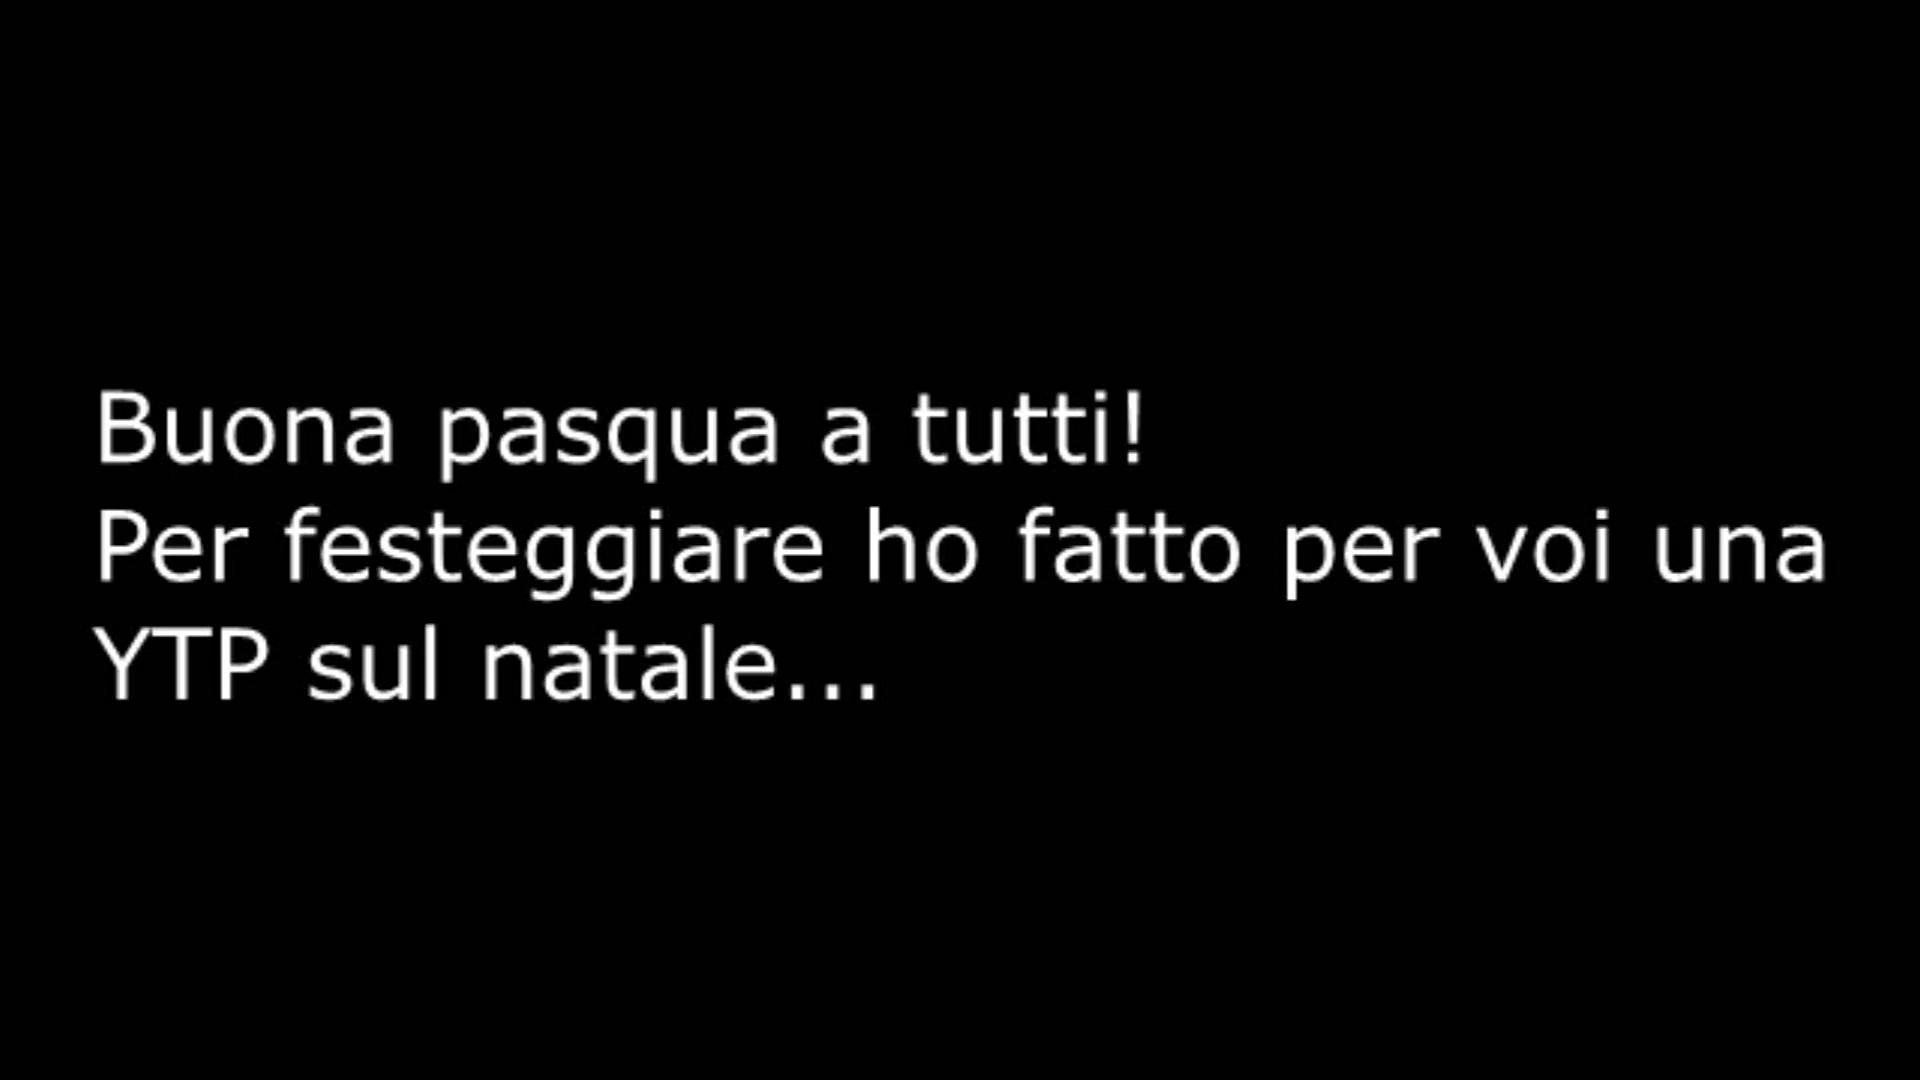 Buona pasqua a tutti!
Per festeggiare ho fatto per voi una
YTP sul natale...